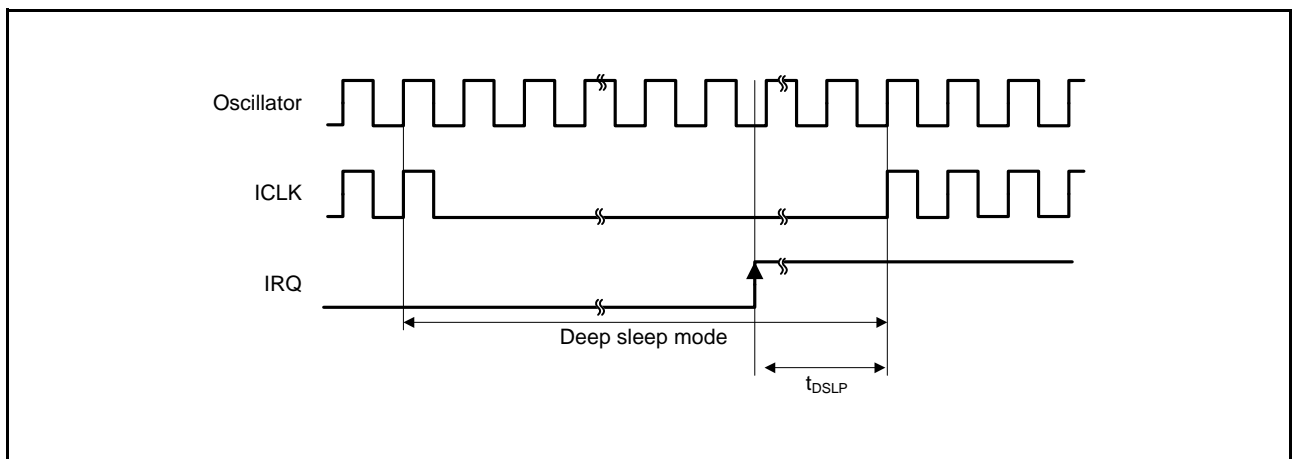 Oscillator
ICLK
IRQ
Deep sleep mode
tDSLP